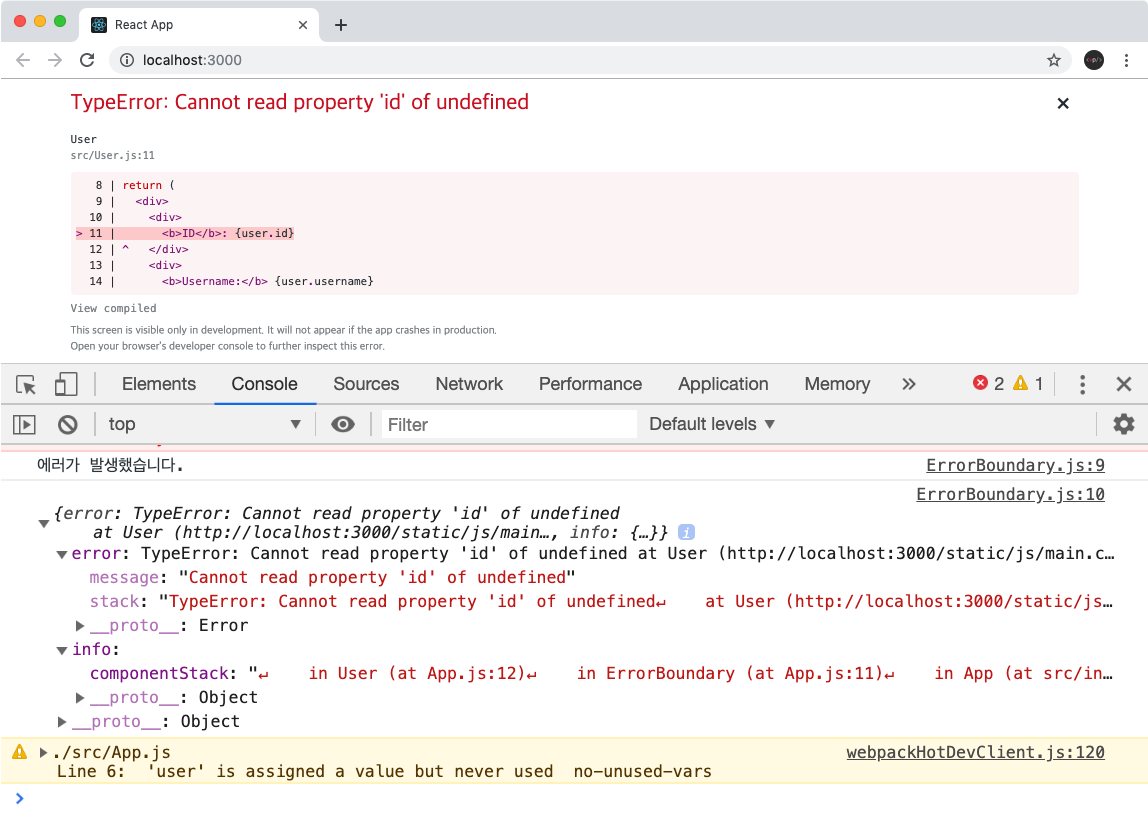 React App
localhost:3000
TypeError: Cannot read property 'id' of undefined
User
src/User.js:11
8 | return (
9 |   <div>
10 |     <div>
> 11 |       <b>ID</b>: {user.id}
12 | ^   </div>
13 |     <div>
14 |       <b>Username:</b> {user.username}
View compiled
This screen is visible only in development. It will not appear if the app crashes in production.
Open your browser's developer console to further inspect this error.
Elements Console Sources Network Performance Application Memory » 2 1
top Filter Default levels
에러가 발생했습니다. ErrorBoundary.js:9
ErrorBoundary.js:10
{error: TypeError: Cannot read property 'id' of undefined
at User (http://localhost:3000/static/js/main…, info: {…}} i
error: TypeError: Cannot read property 'id' of undefined at User (http://localhost:3000/static/js/main.c…
message: "Cannot read property 'id' of undefined"
stack: "TypeError: Cannot read property 'id' of undefined↵    at User (http://localhost:3000/static/js…
__proto__: Error
info:
componentStack: "↵    in User (at App.js:12)↵    in ErrorBoundary (at App.js:11)↵    in App (at src/in…
__proto__: Object
__proto__: Object
./src/App.js webpackHotDevClient.js:120
Line 6:  'user' is assigned a value but never used  no-unused-vars